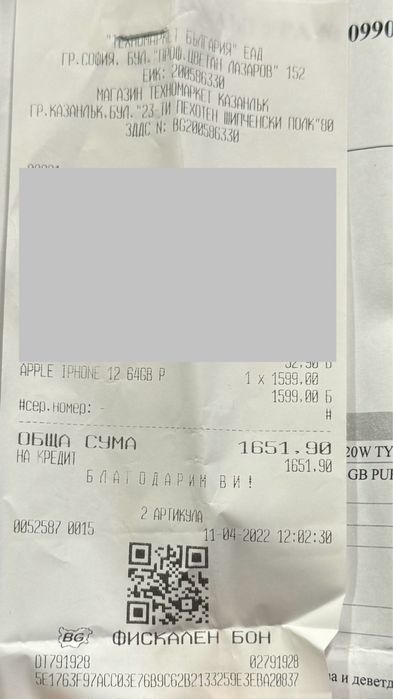 "ТЕХНОМАРКЕТ БЪЛГАРИЯ" ЕАД
ГР.СОФИЯ, БУЛ."ПРОФ.ЦВЕТАН ЛАЗАРОВ" 152
ЕИК: 200586330
МАГАЗИН ТЕХНОМАРКЕТ КАЗАНЛЪК
ГР.КАЗАНЛЪК.БУЛ."23-ТИ ПЕХОТЕН ШИПЧЕНСКИ ПОЛК"80
ЗДДС N: BG200586330
0990
APPLE IPHONE 12 64GB P
1 x 1599.00
1599.00 Б
#сер.номер: -
#
ОБЩА СУМА 1651.90
НА КРЕДИТ 1651.90
БЛАГОДАРИМ ВИ!
2 АРТИКУЛА
0052587 0015 11-04-2022 12:02:30
BG ФИСКАЛЕН БОН
DT791928 02791928
5E1763F97ACC03E76B9C62B2133259E3EBA20837
20W TY
GB PUR